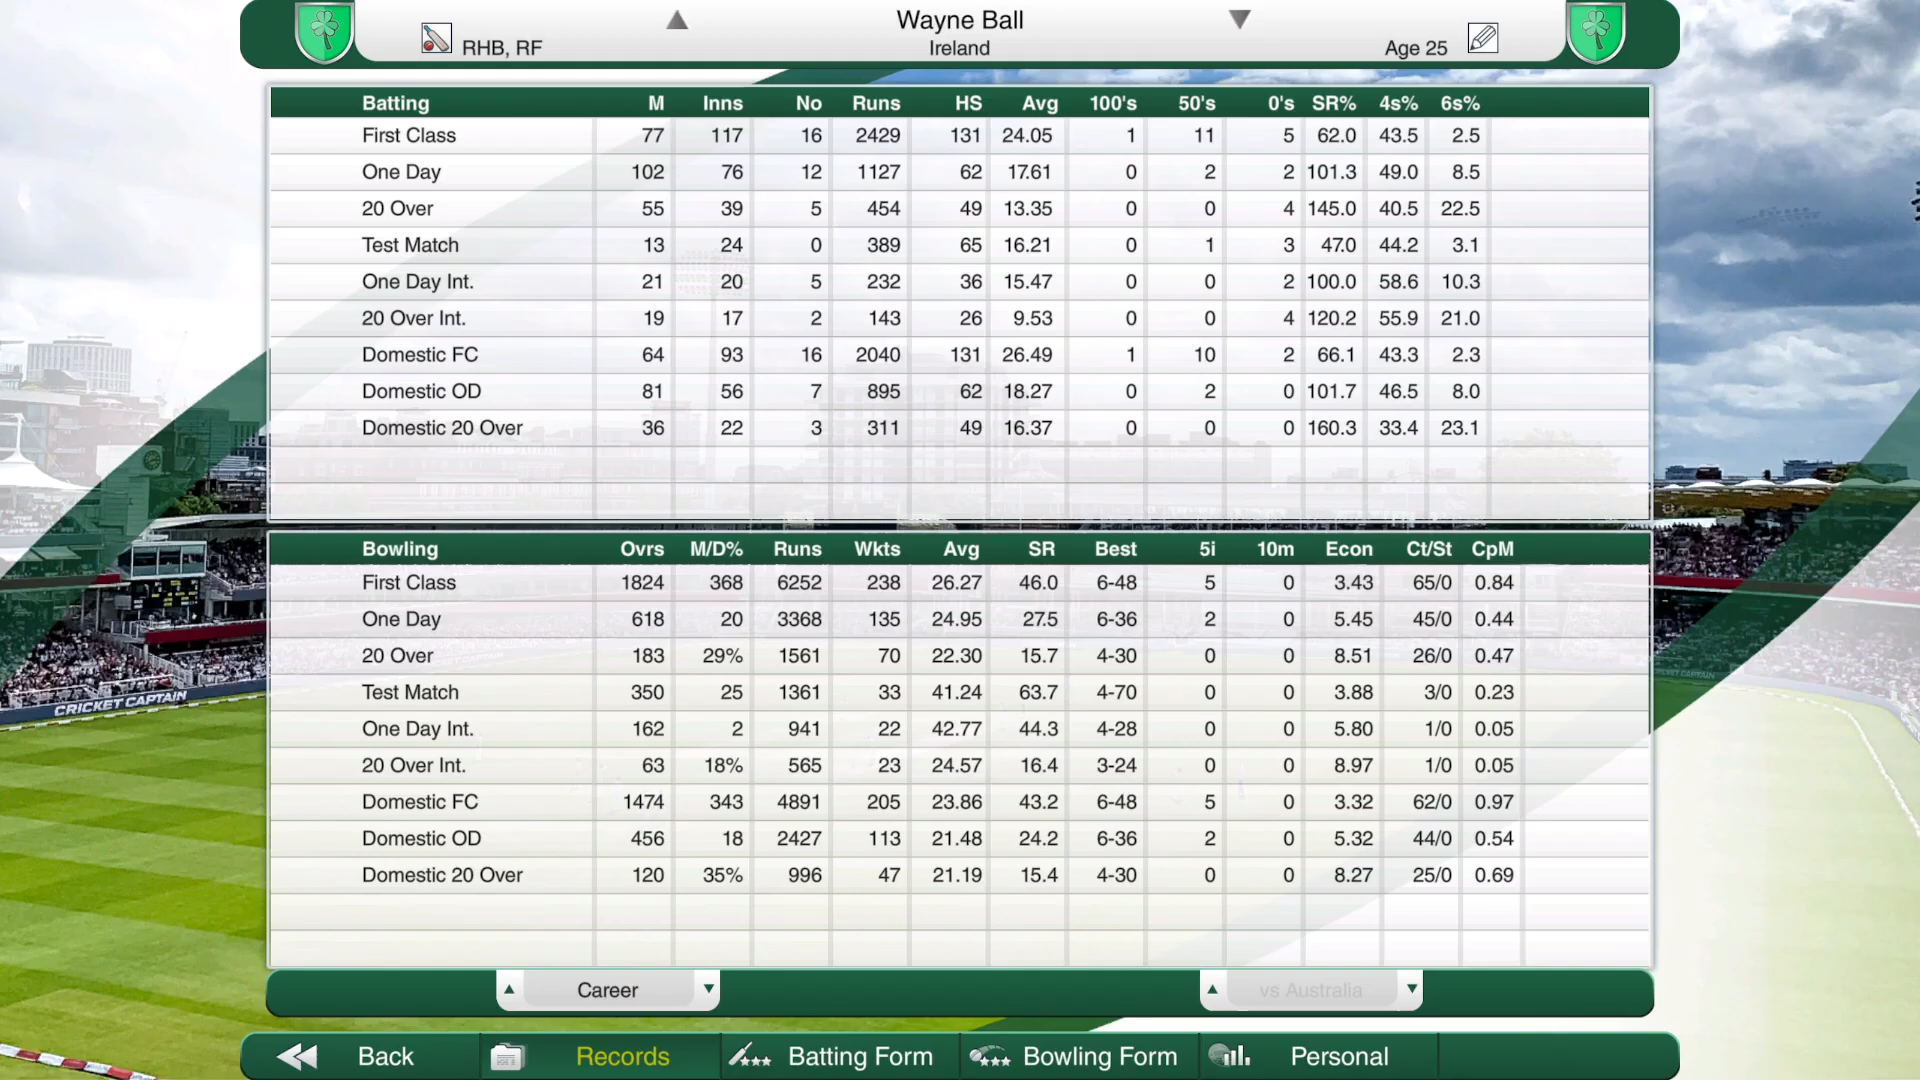 Wayne Ball
RHB, RF
Ireland
Age 25
Batting M Inns No Runs HS Avg 100's 50's 0's SR% 4s% 6s%
First Class 77 117 16 2429 131 24.05 1 11 5 62.0 43.5 2.5
One Day 102 76 12 1127 62 17.61 0 2 2 101.3 49.0 8.5
20 Over 55 39 5 454 49 13.35 0 0 4 145.0 40.5 22.5
Test Match 13 24 0 389 65 16.21 0 1 3 47.0 44.2 3.1
One Day Int. 21 20 5 232 36 15.47 0 0 2 100.0 58.6 10.3
20 Over Int. 19 17 2 143 26 9.53 0 0 4 120.2 55.9 21.0
Domestic FC 64 93 16 2040 131 26.49 1 10 2 66.1 43.3 2.3
Domestic OD 81 56 7 895 62 18.27 0 2 0 101.7 46.5 8.0
Domestic 20 Over 36 22 3 311 49 16.37 0 0 0 160.3 33.4 23.1
Bowling Ovrs M/D% Runs Wkts Avg SR Best 5i 10m Econ Ct/St CpM
First Class 1824 368 6252 238 26.27 46.0 6-48 5 0 3.43 65/0 0.84
One Day 618 20 3368 135 24.95 27.5 6-36 2 0 5.45 45/0 0.44
20 Over 183 29% 1561 70 22.30 15.7 4-30 0 0 8.51 26/0 0.47
Test Match 350 25 1361 33 41.24 63.7 4-70 0 0 3.88 3/0 0.23
One Day Int. 162 2 941 22 42.77 44.3 4-28 0 0 5.80 1/0 0.05
20 Over Int. 63 18% 565 23 24.57 16.4 3-24 0 0 8.97 1/0 0.05
Domestic FC 1474 343 4891 205 23.86 43.2 6-48 5 0 3.32 62/0 0.97
Domestic OD 456 18 2427 113 21.48 24.2 6-36 2 0 5.32 44/0 0.54
Domestic 20 Over 120 35% 996 47 21.19 15.4 4-30 0 0 8.27 25/0 0.69
CRICKET CAPTAIN
CRICKET CAPTAIN
Career
vs Australia
Back
Records
Batting Form
Bowling Form
Personal